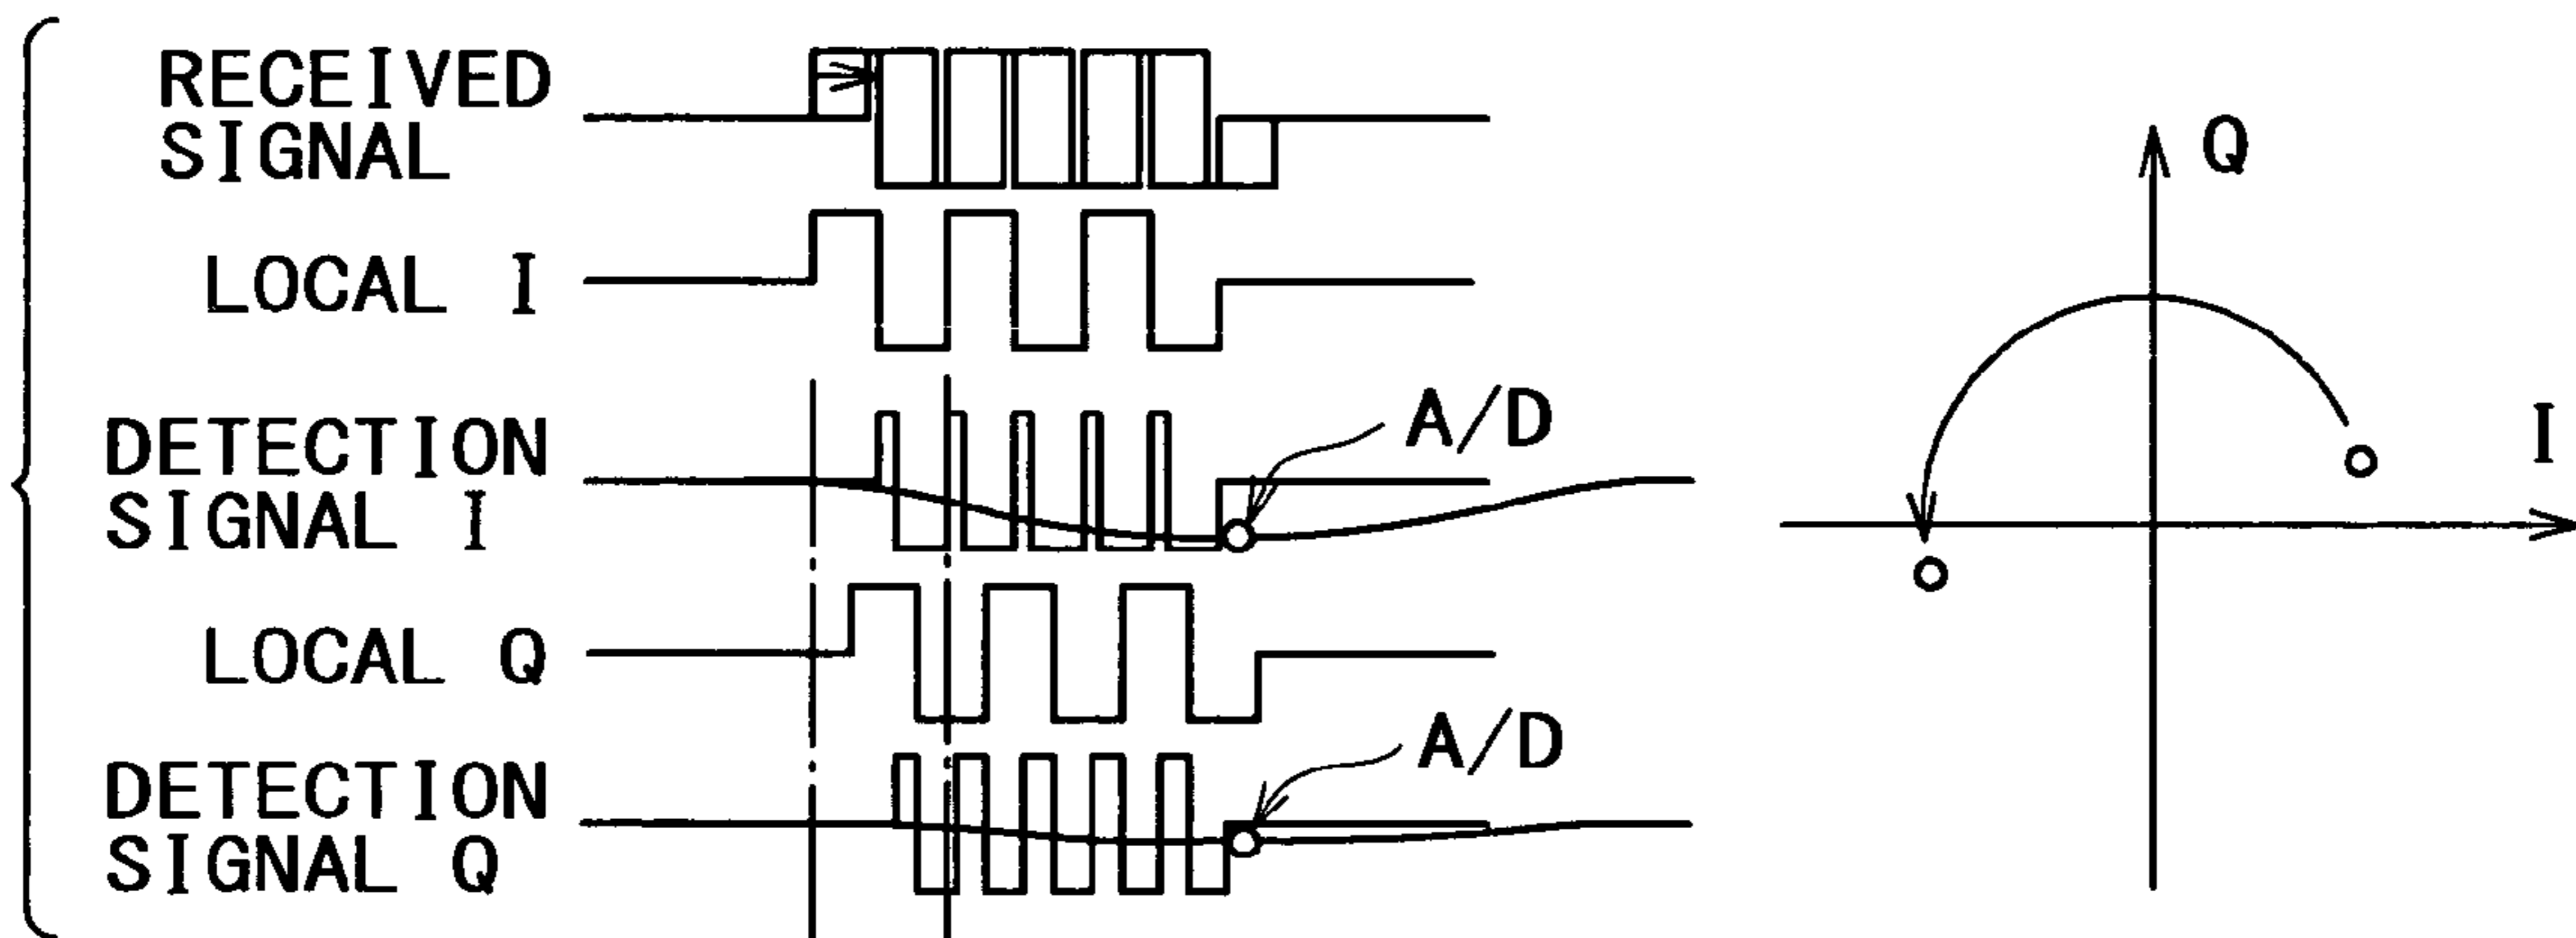 RECEIVED
SIGNAL
LOCAL I
DETECTION
SIGNAL I
A/D
LOCAL Q
DETECTION
SIGNAL Q
A/D
Q
I